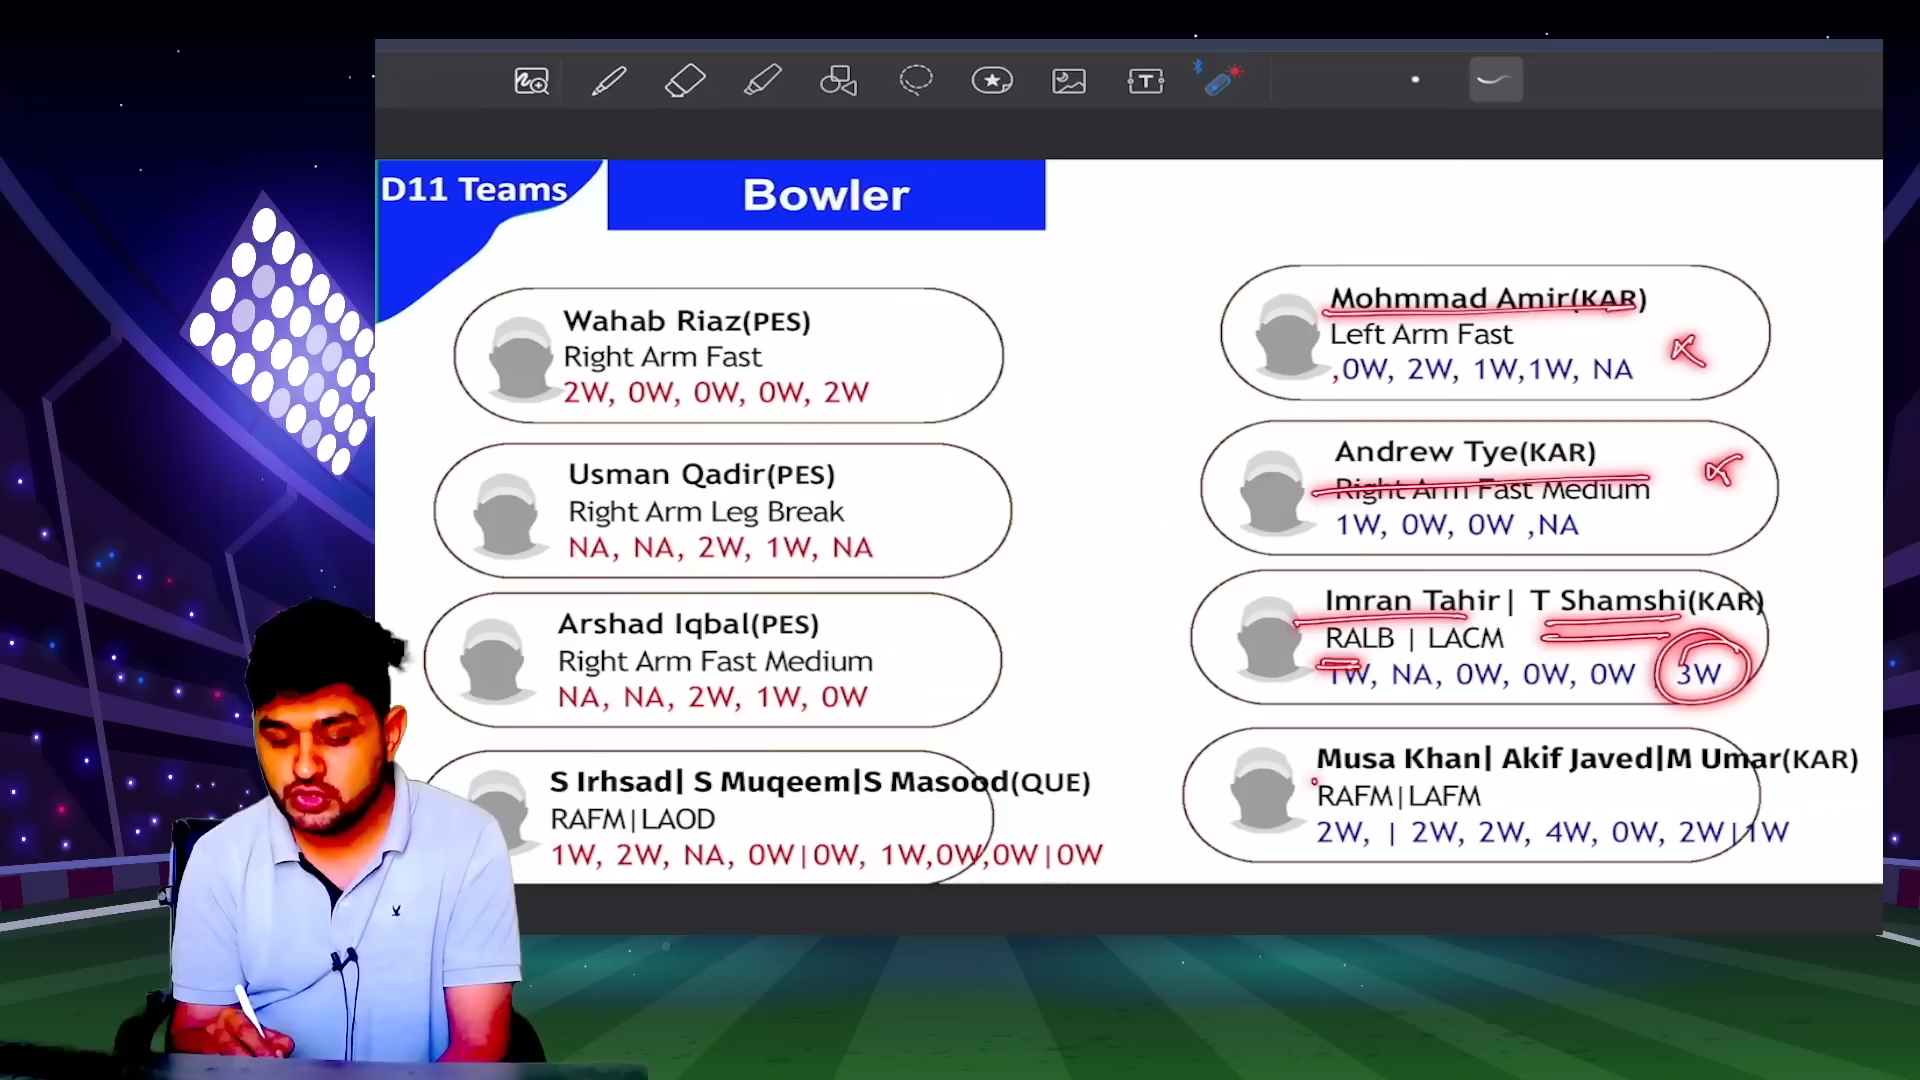 D11 Teams
Bowler
Wahab Riaz(PES)
Right Arm Fast
2W, 0W, 0W, 0W, 2W
Usman Qadir(PES)
Right Arm Leg Break
NA, NA, 2W, 1W, NA
Arshad Iqbal(PES)
Right Arm Fast Medium
NA, NA, 2W, 1W, 0W
S Irhsad| S Muqeem|S Masood(QUE)
RAFM|LAOD
1W, 2W, NA, 0W|0W, 1W,0W,0W|0W
Mohmmad Amir(KAR)
Left Arm Fast
,0W, 2W, 1W,1W, NA
Andrew Tye(KAR)
Right Arm Fast Medium
1W, 0W, 0W ,NA
Imran Tahir| T Shamshi(KAR)
RALB | LACM
1W, NA, 0W, 0W, 0W | 3W
Musa Khan| Akif Javed|M Umar(KAR)
RAFM|LAFM
2W, | 2W, 2W, 4W, 0W, 2W|1W